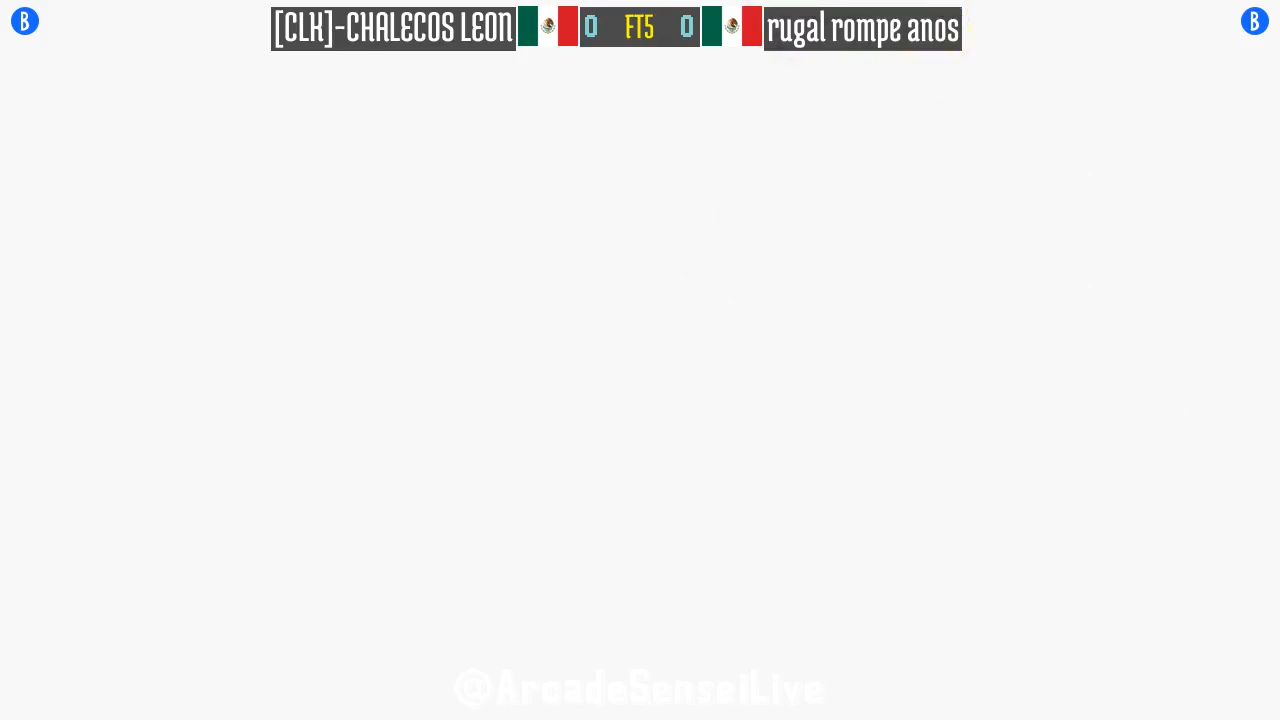 B [CLK]-CHALECOS LEON 0 FT5 0 rugal rompe anos B
@ArcadeSenseiLive